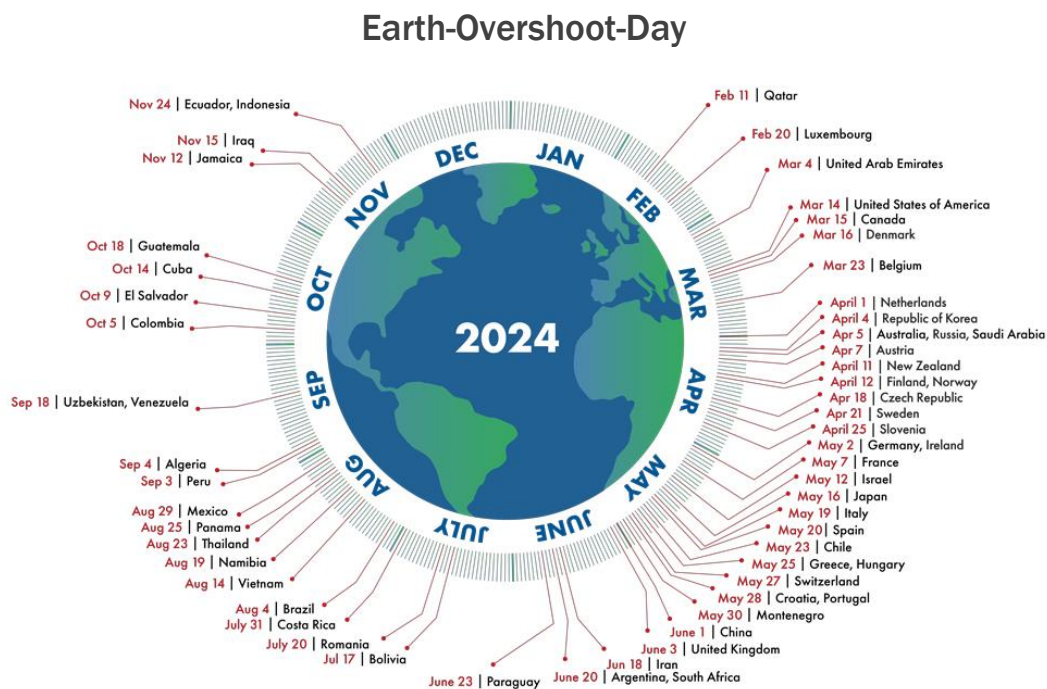 Earth-Overshoot-Day
Feb 11 | Qatar
Feb 20 | Luxembourg
Mar 4 | United Arab Emirates
Mar 14 | United States of America
Mar 15 | Canada
Mar 16 | Denmark
Mar 23 | Belgium
April 1 | Netherlands
April 4 | Republic of Korea
Apr 5 | Australia, Russia, Saudi Arabia
Apr 7 | Austria
April 11 | New Zealand
April 12 | Finland, Norway
Apr 18 | Czech Republic
Apr 21 | Sweden
April 25 | Slovenia
May 2 | Germany, Ireland
May 7 | France
May 12 | Israel
May 16 | Japan
May 19 | Italy
May 20 | Spain
May 23 | Chile
May 25 | Greece, Hungary
May 27 | Switzerland
May 28 | Croatia, Portugal
May 30 | Montenegro
June 1 | China
June 3 | United Kingdom
Jun 18 | Iran
June 20 | Argentina, South Africa
June 23 | Paraguay
Jul 17 | Bolivia
July 20 | Romania
July 31 | Costa Rica
Aug 4 | Brazil
Aug 14 | Vietnam
Aug 19 | Namibia
Aug 23 | Thailand
Aug 25 | Panama
Aug 29 | Mexico
Sep 3 | Peru
Sep 4 | Algeria
Sep 18 | Uzbekistan, Venezuela
Oct 5 | Colombia
Oct 9 | El Salvador
Oct 14 | Cuba
Oct 18 | Guatemala
Nov 12 | Jamaica
Nov 15 | Iraq
Nov 24 | Ecuador, Indonesia
JAN
FEB
MAR
APR
MAY
JUNE
JULY
AUG
SEP
OCT
NOV
DEC
2024